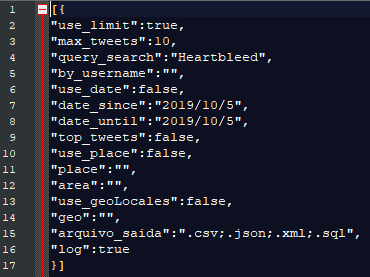 1 [{
2 "use_limit":true,
3 "max_tweets":10,
4 "query_search":"Heartbleed",
5 "by_username":"",
6 "use_date":false,
7 "date_since":"2019/10/5",
8 "date_until":"2019/10/5",
9 "top_tweets":false,
10 "use_place":false,
11 "place":"",
12 "area":"",
13 "use_geoLocales":false,
14 "geo":"",
15 "arquivo_saida":".csv;.json;.xml;.sql",
16 "log":true
17 }]